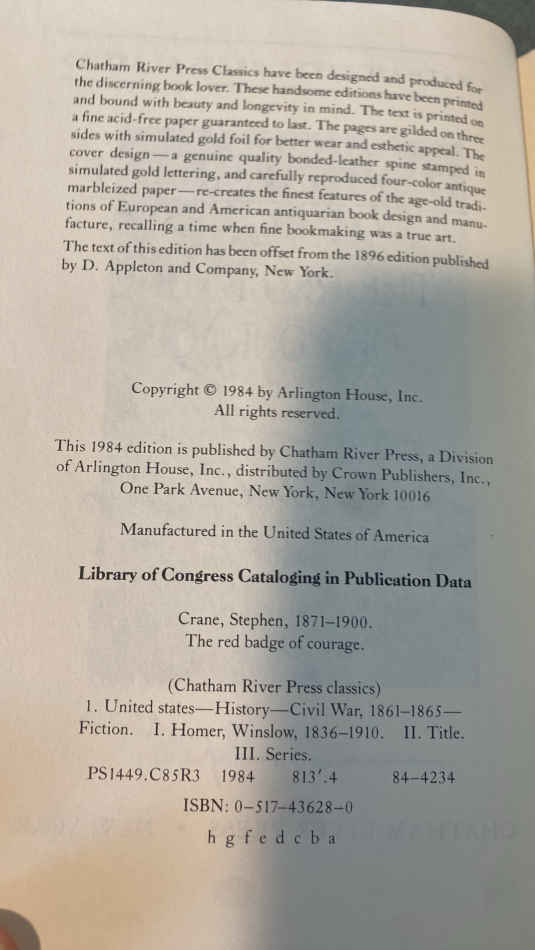 Chatham River Press Classics have been designed and produced for
the discerning book lover. These handsome editions have been printed
and bound with beauty and longevity in mind. The text is printed on
a fine acid-free paper guaranteed to last. The pages are gilded on three
sides with simulated gold foil for better wear and esthetic appeal. The
cover design—a genuine quality bonded-leather spine stamped in
simulated gold lettering, and carefully reproduced four-color antique
marbleized paper—re-creates the finest features of the age-old tradi-
tions of European and American antiquarian book design and manu-
facture, recalling a time when fine bookmaking was a true art.
The text of this edition has been offset from the 1896 edition published
by D. Appleton and Company, New York.
Copyright © 1984 by Arlington House, Inc.
All rights reserved.
This 1984 edition is published by Chatham River Press, a Division
of Arlington House, Inc., distributed by Crown Publishers, Inc.,
One Park Avenue, New York, New York 10016
Manufactured in the United States of America
Library of Congress Cataloging in Publication Data
Crane, Stephen, 1871–1900.
The red badge of courage.
(Chatham River Press classics)
1. United states—History—Civil War, 1861–1865—
Fiction. I. Homer, Winslow, 1836–1910. II. Title.
III. Series.
PS1449.C85R3 1984 813′.4 84–4234
ISBN: 0–517–43628–0
h g f e d c b a